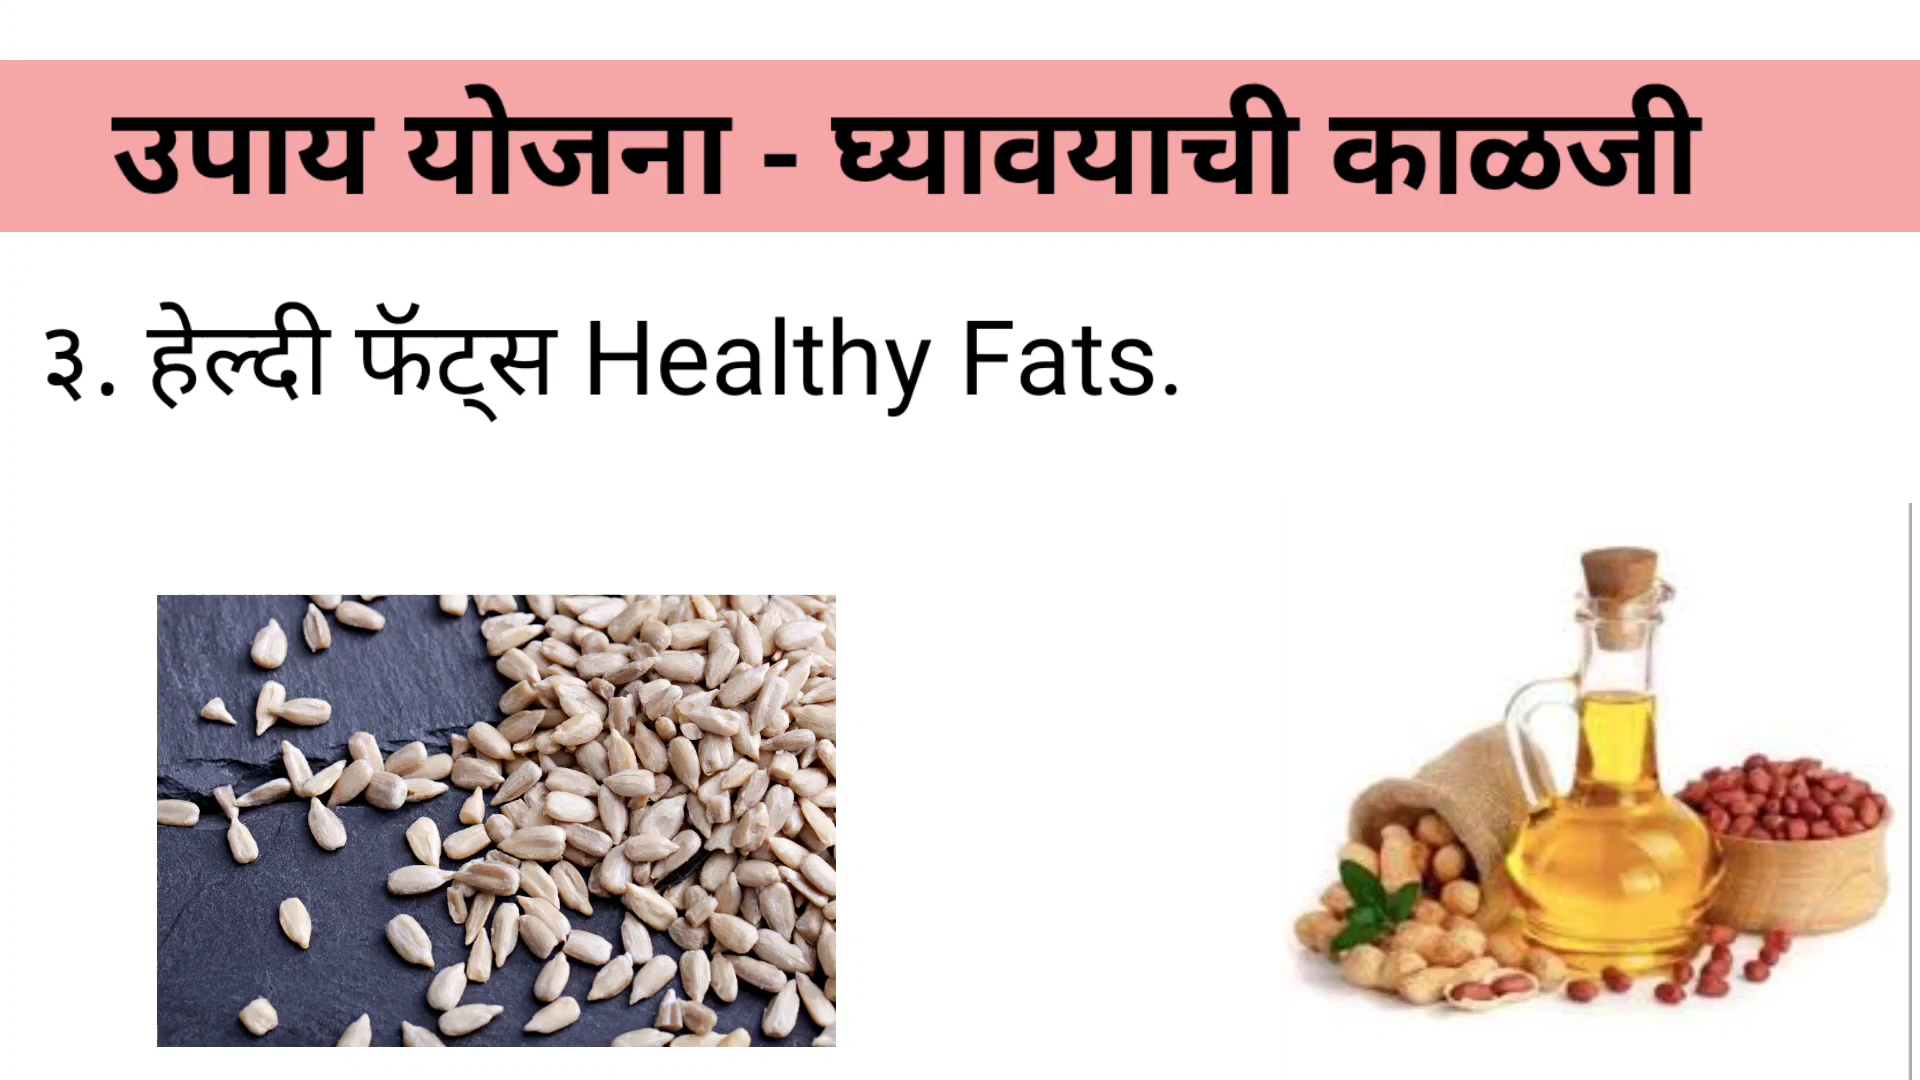 उपाय योजना - घ्यावयाची काळजी
३. हेल्दी फॅट्स Healthy Fats.